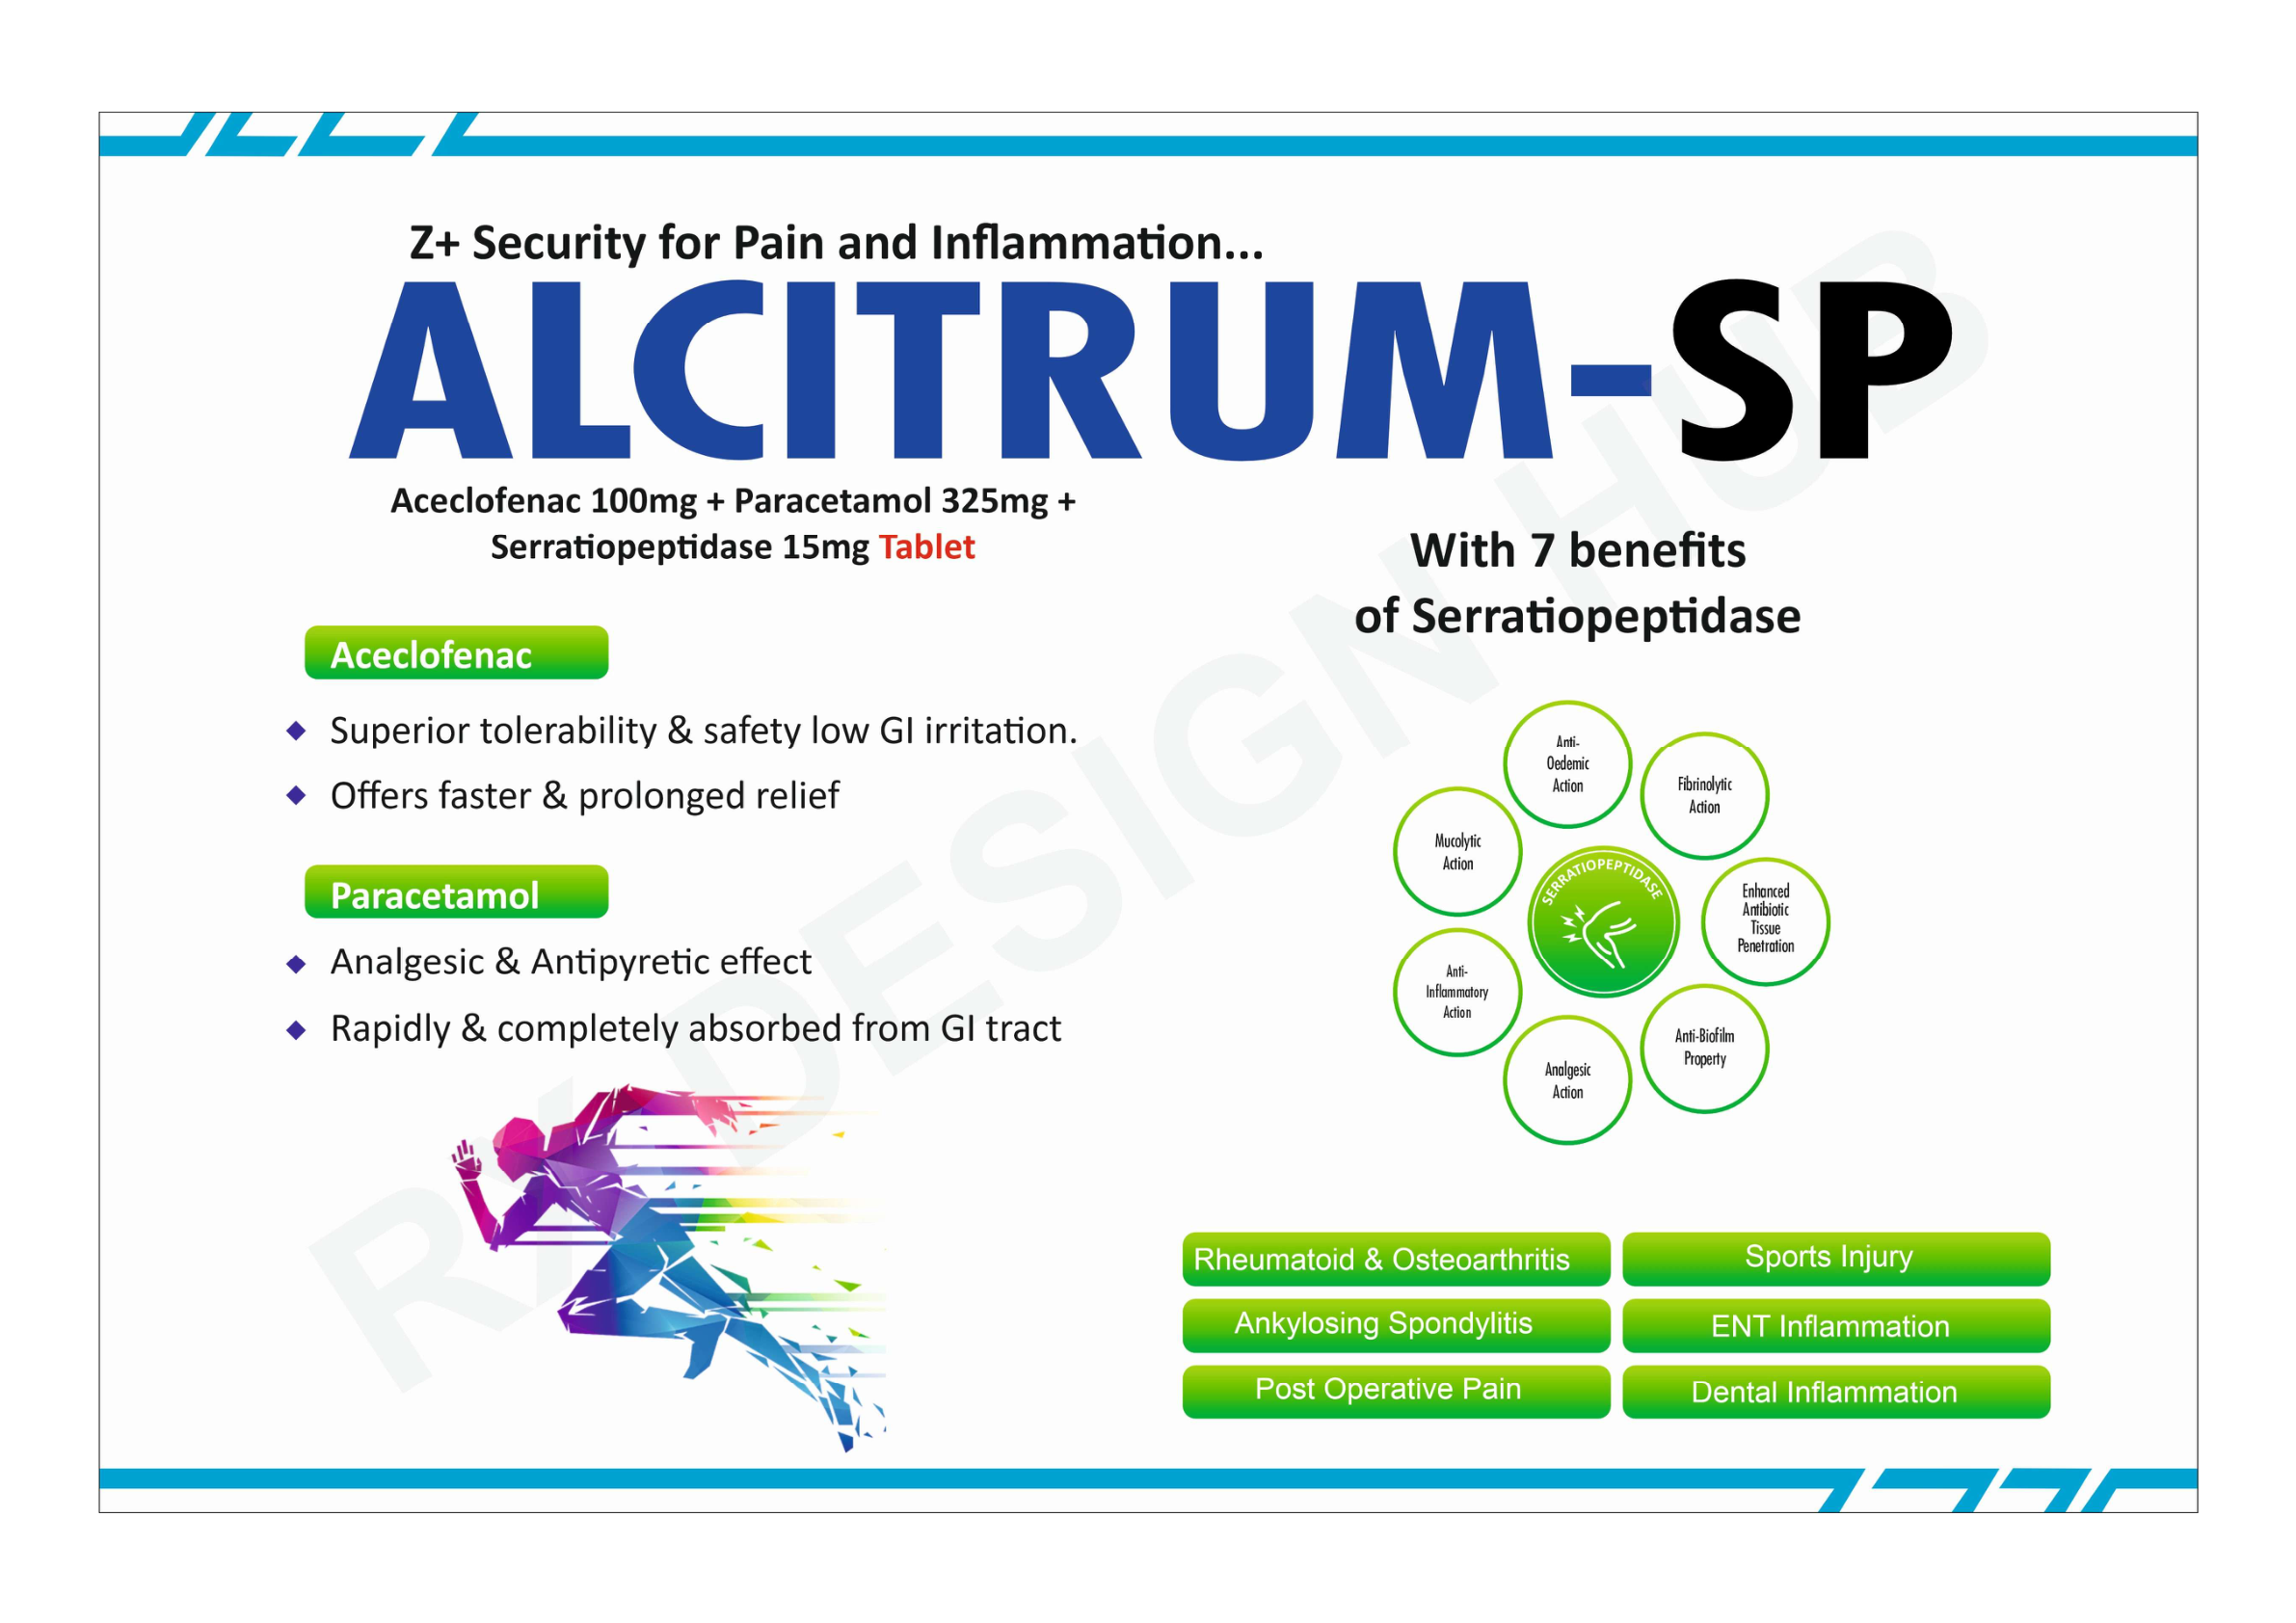 Z+ Security for Pain and Inflammation...
ALCITRUM-SP
Aceclofenac 100mg + Paracetamol 325mg +
Serratiopeptidase 15mg Tablet
Aceclofenac
Superior tolerability & safety low GI irritation.
Offers faster & prolonged relief
Paracetamol
Analgesic & Antipyretic effect
Rapidly & completely absorbed from GI tract
With 7 benefits
of Serratiopeptidase
Anti-
Oedemic
Action
Fibrinolytic
Action
Enhanced
Antibiotic
Tissue
Penetration
Anti-Biofilm
Property
Analgesic
Action
Anti-
Inflammatory
Action
Mucolytic
Action
SERRATIOPEPTIDASE
Rheumatoid & Osteoarthritis
Sports Injury
Ankylosing Spondylitis
ENT Inflammation
Post Operative Pain
Dental Inflammation
RX DESIGN HUB